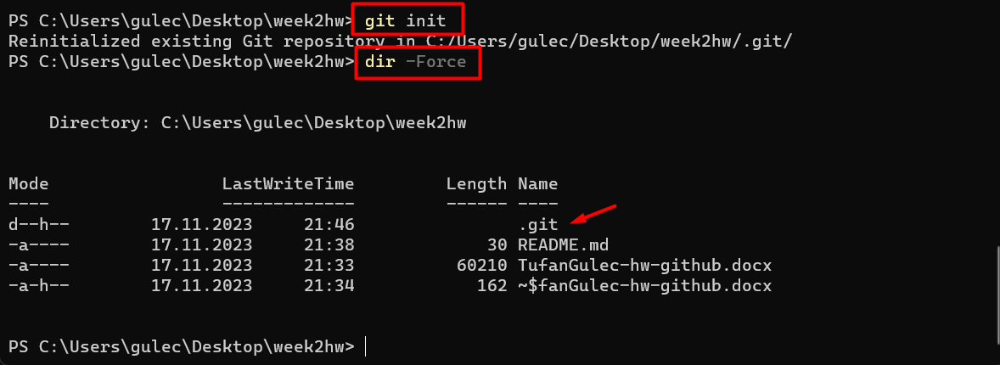 PS C:\Users\gulec\Desktop\week2hw> git init
Reinitialized existing Git repository in C:/Users/gulec/Desktop/week2hw/.git/
PS C:\Users\gulec\Desktop\week2hw> dir -Force
Directory: C:\Users\gulec\Desktop\week2hw
Mode LastWriteTime Length Name
---- ------------- ------ ----
d--h-- 17.11.2023 21:46 .git
-a---- 17.11.2023 21:38 30 README.md
-a---- 17.11.2023 21:33 60210 TufanGulec-hw-github.docx
-a-h-- 17.11.2023 21:34 162 ~$fanGulec-hw-github.docx
PS C:\Users\gulec\Desktop\week2hw>